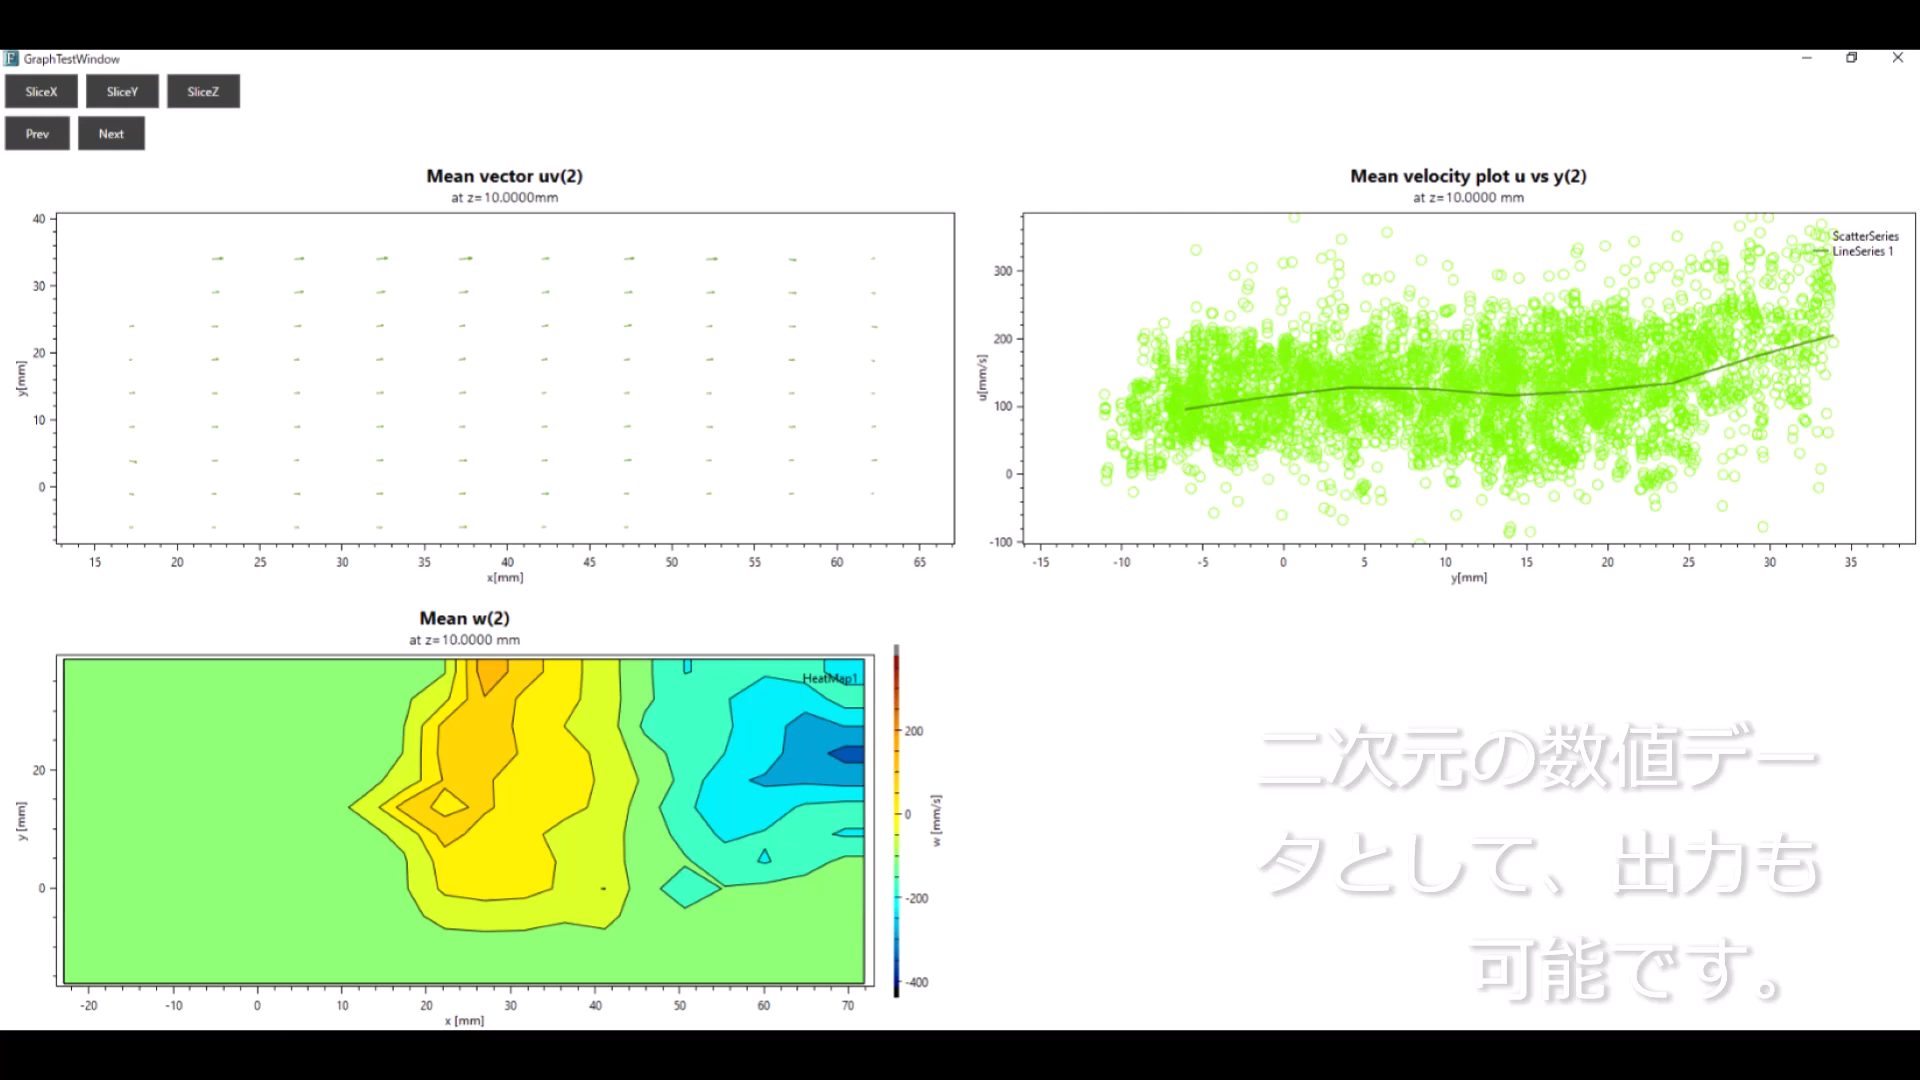 GraphTestWindow
SliceX SliceY SliceZ
Prev Next
Mean vector uv(2)
at z=10.0000mm
40
30
20
10
0
y[mm]
15 20 25 30 35 40 45 50 55 60 65
x[mm]
Mean velocity plot u vs y(2)
at z=10.0000 mm
ScatterSeries
LineSeries 1
300
200
100
0
-100
u[mm/s]
-15 -10 -5 0 5 10 15 20 25 30 35
y[mm]
Mean w(2)
at z=10.0000 mm
HeatMap1
20
0
y [mm]
-20 -10 0 10 20 30 40 50 60 70
x [mm]
200
0
-200
-400
w [mm/s]
二次元の数値デー
タとして、出力も
可能です。